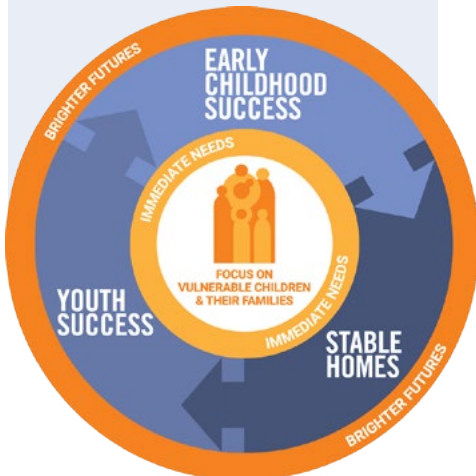 BRIGHTER FUTURES
EARLY
CHILDHOOD
SUCCESS
IMMEDIATE NEEDS
FOCUS ON
VULNERABLE CHILDREN
& THEIR FAMILIES
IMMEDIATE NEEDS
YOUTH
SUCCESS
STABLE
HOMES
BRIGHTER FUTURES